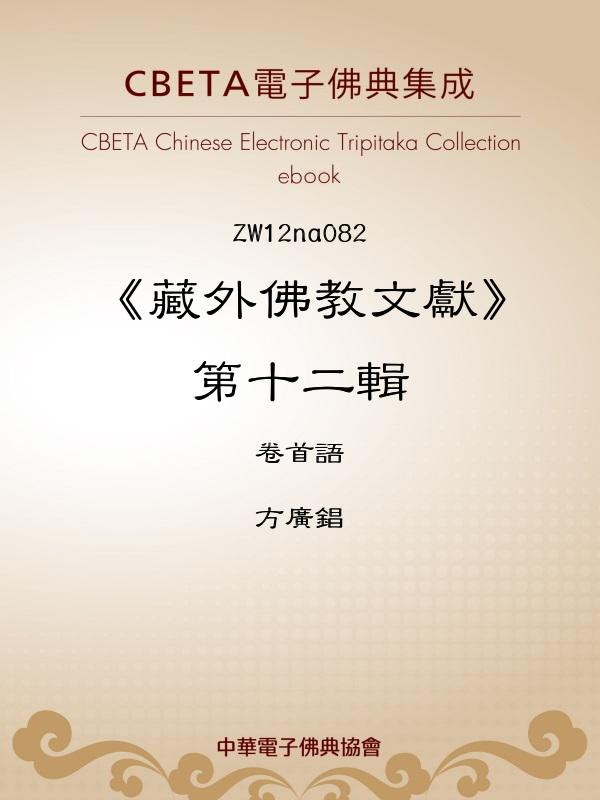 CBETA電子佛典集成
CBETA Chinese Electronic Tripitaka Collection
ebook
ZW12na082
《藏外佛教文獻》
第十二輯
卷首語
方廣錩
中華電子佛典協會